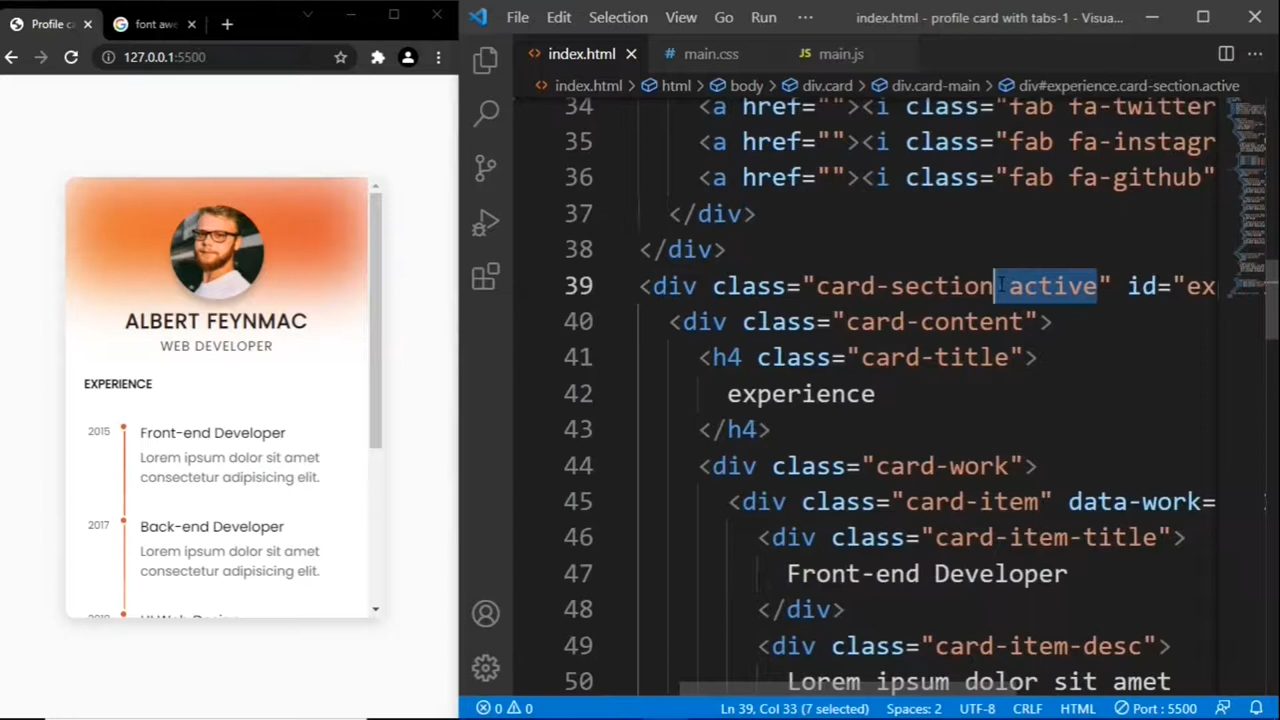 Profile c
font awe
127.0.0.1:5500
ALBERT FEYNMAC
WEB DEVELOPER
EXPERIENCE
2015
Front-end Developer
Lorem ipsum dolor sit amet
consectetur adipisicing elit.
2017
Back-end Developer
Lorem ipsum dolor sit amet
consectetur adipisicing elit.
File Edit Selection View Go Run ··· index.html - profile card with tabs-1 - Visua...
index.html # main.css JS main.js
index.html > html > body > div.card > div.card-main > div#experience.card-section.active
34 <a href=""><i class="fab fa-twitter
35 <a href=""><i class="fab fa-instagr
36 <a href=""><i class="fab fa-github"
37 </div>
38 </div>
39 <div class="card-section active" id="ex
40 <div class="card-content">
41 <h4 class="card-title">
42 experience
43 </h4>
44 <div class="card-work">
45 <div class="card-item" data-work=
46 <div class="card-item-title">
47 Front-end Developer
48 </div>
49 <div class="card-item-desc">
50 Lorem ipsum dolor sit amet
0 0 Ln 39, Col 33 (7 selected) Spaces: 2 UTF-8 CRLF HTML Port : 5500